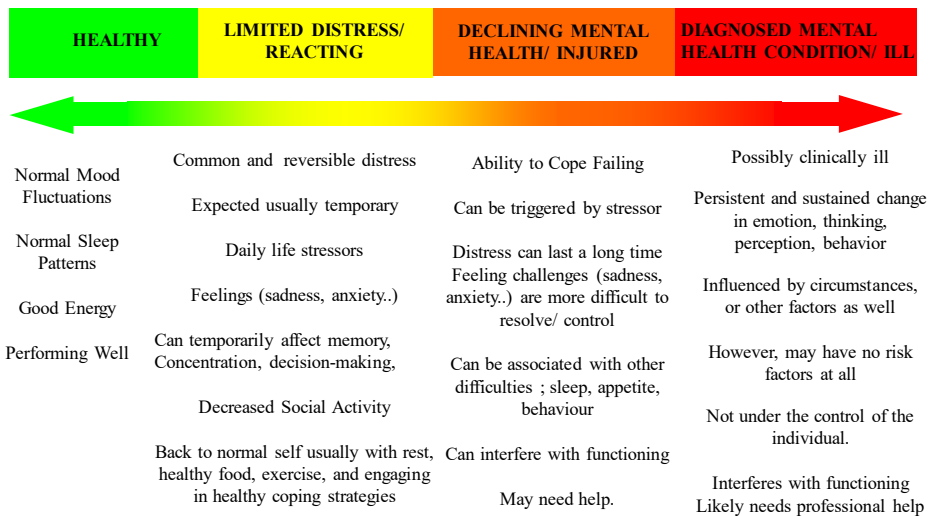 HEALTHY
LIMITED DISTRESS/
REACTING
DECLINING MENTAL
HEALTH/ INJURED
DIAGNOSED MENTAL
HEALTH CONDITION/ ILL
Normal Mood
Fluctuations
Normal Sleep
Patterns
Good Energy
Performing Well
Common and reversible distress
Expected usually temporary
Daily life stressors
Feelings (sadness, anxiety..)
Can temporarily affect memory,
Concentration, decision-making,
Decreased Social Activity
Back to normal self usually with rest,
healthy food, exercise, and engaging
in healthy coping strategies
Ability to Cope Failing
Can be triggered by stressor
Distress can last a long time
Feeling challenges (sadness,
anxiety..) are more difficult to
resolve/ control
Can be associated with other
difficulties ; sleep, appetite,
behaviour
Can interfere with functioning
May need help.
Possibly clinically ill
Persistent and sustained change
in emotion, thinking,
perception, behavior
Influenced by circumstances,
or other factors as well
However, may have no risk
factors at all
Not under the control of the
individual.
Interferes with functioning
Likely needs professional help